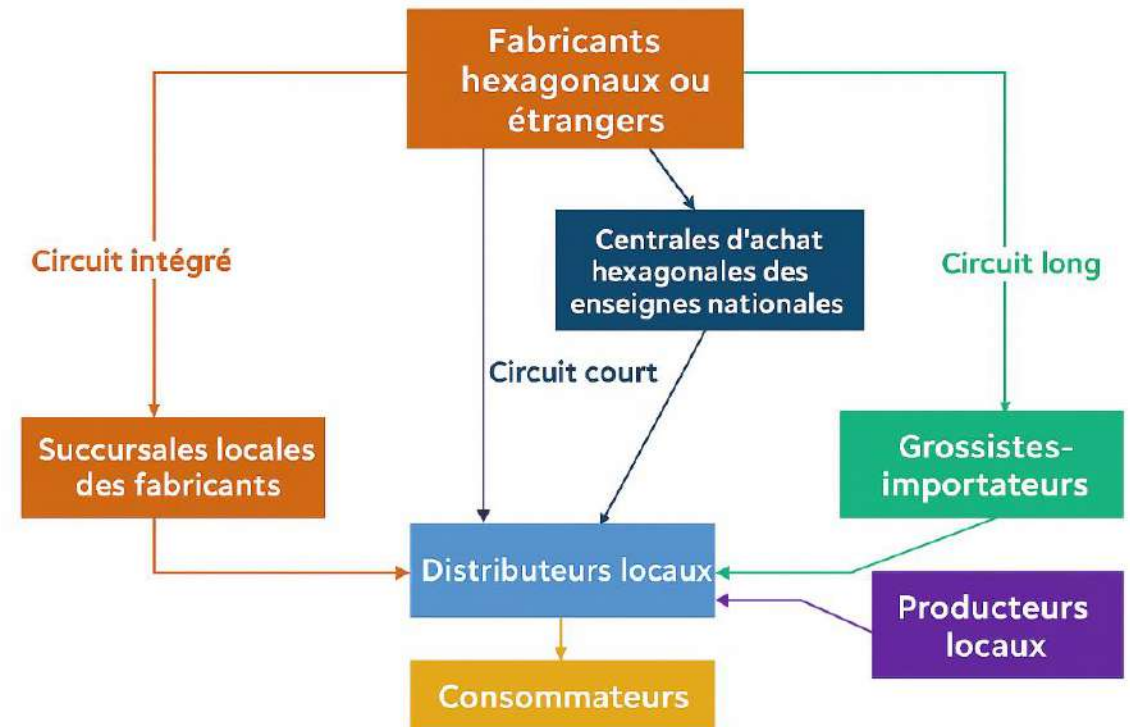 Fabricants
hexagonaux ou
étrangers
Centrales d'achat
hexagonales des
enseignes nationales
Circuit intégré
Circuit long
Circuit court
Succursales locales
des fabricants
Grossistes-
importateurs
Distributeurs locaux
Producteurs
locaux
Consommateurs